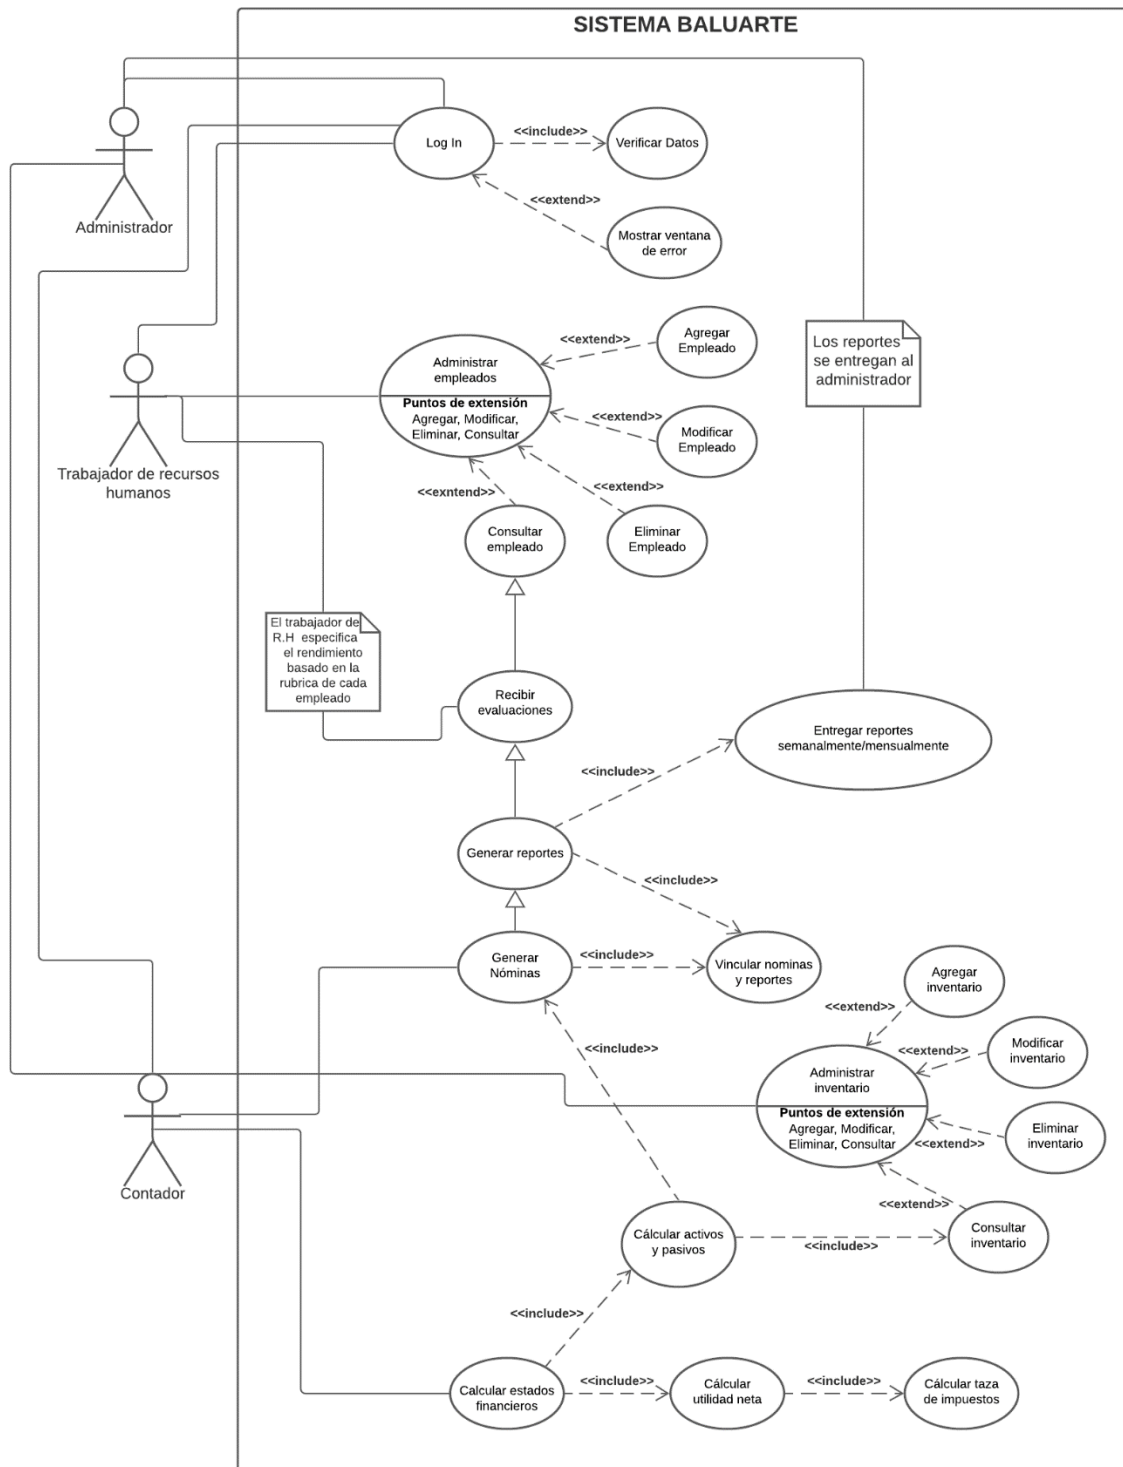 SISTEMA BALUARTE
Administrador
Log In
<<include>>
Verificar Datos
<<extend>>
Mostrar ventana
de error
Los reportes
se entregan al
administrador
Trabajador de recursos
humanos
Administrar
empleados
Puntos de extensión
Agregar, Modificar,
Eliminar, Consultar
<<extend>>
Agregar
Empleado
<<extend>>
Modificar
Empleado
<<exntend>>
<<extend>>
Consultar
empleado
Eliminar
Empleado
El trabajador de
R.H especifica
el rendimiento
basado en la
rubrica de cada
empleado
Recibir
evaluaciones
Entregar reportes
semanalmente/mensualmente
<<include>>
Generar reportes
<<include>>
Generar
Nóminas
<<include>>
Vincular nominas
y reportes
Agregar
inventario
<<extend>>
Modificar
inventario
<<extend>>
<<include>>
Administrar
inventario
Puntos de extensión
Agregar, Modificar,
Eliminar, Consultar
Eliminar
inventario
<<extend>>
Contador
<<extend>>
Cálcular activos
y pasivos
<<include>>
Consultar
inventario
<<include>>
Calcular estados
financieros
<<include>>
Cálcular
utilidad neta
<<include>>
Cálcular taza
de impuestos